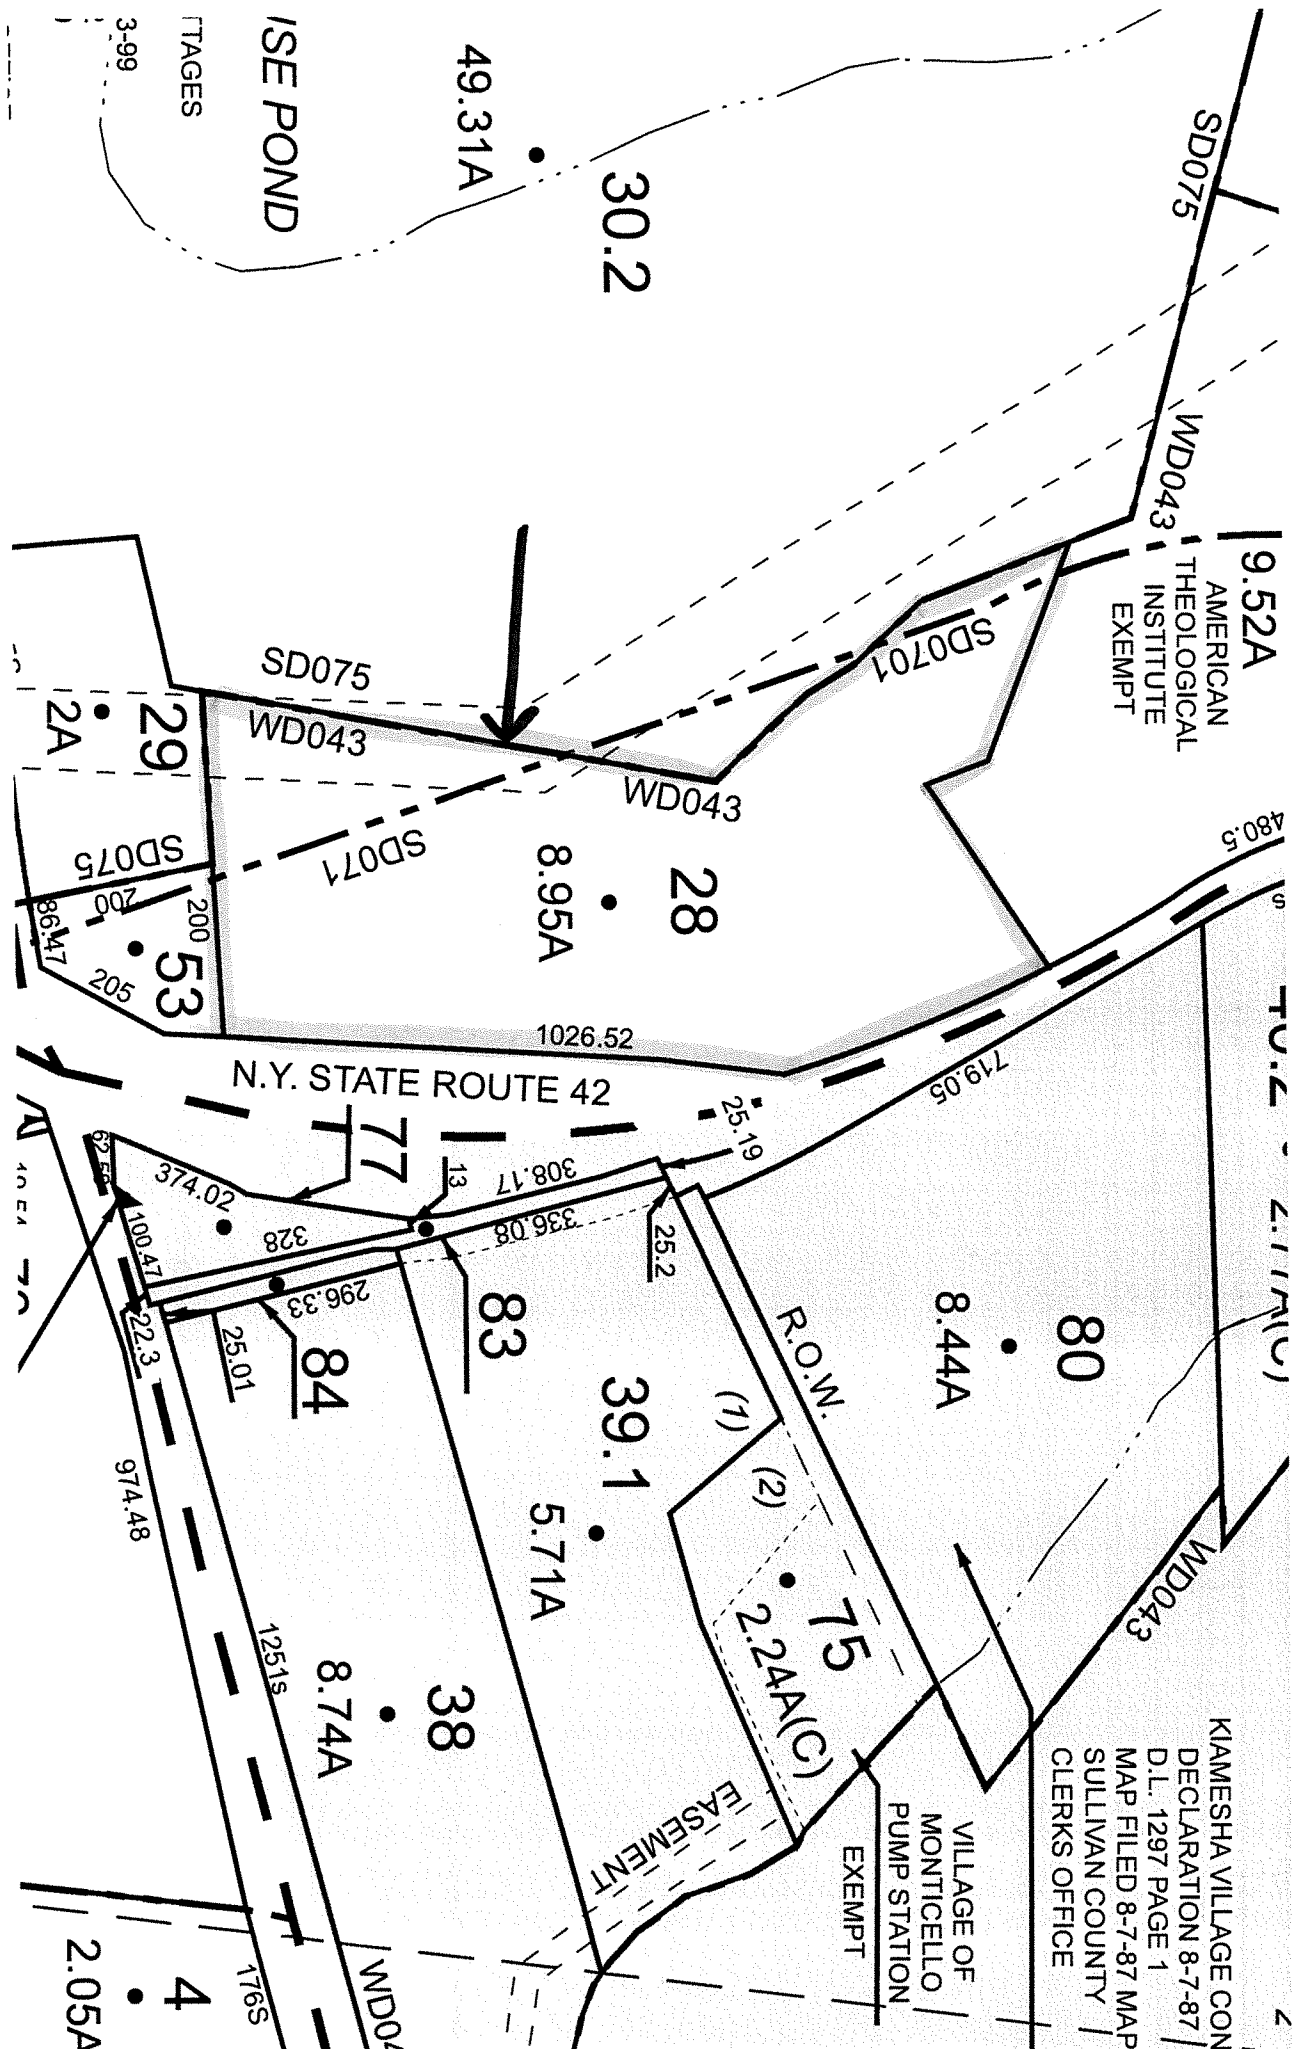 SD075
WD043
9.52A
AMERICAN
THEOLOGICAL
INSTITUTE
EXEMPT
480.5
30.2
49.31A
ISE POND
TTAGES
3-99
SD0701
SD075
WD043
WD043
SD071
28
8.95A
29
2A
SD075
200
200
86.47
53
205
1026.52
N.Y. STATE ROUTE 42
719.05
25.19
77
13
308.17
336.08
25.2
374.02
328
62.58
100.47
22.3
296.33
25.01
83
84
R.O.W.
80
8.44A
2.77A(C)
39.1
5.71A
(1)
(2)
75
2.24A(C)
38
8.74A
1251s
974.48
WD043
EASEMENT
KIAMESHA VILLAGE CON
DECLARATION 8-7-87
D.L. 1297 PAGE 1
MAP FILED 8-7-87 MAP
SULLIVAN COUNTY
CLERKS OFFICE
VILLAGE OF
MONTICELLO
PUMP STATION
EXEMPT
4
2.05A
176S
WD04